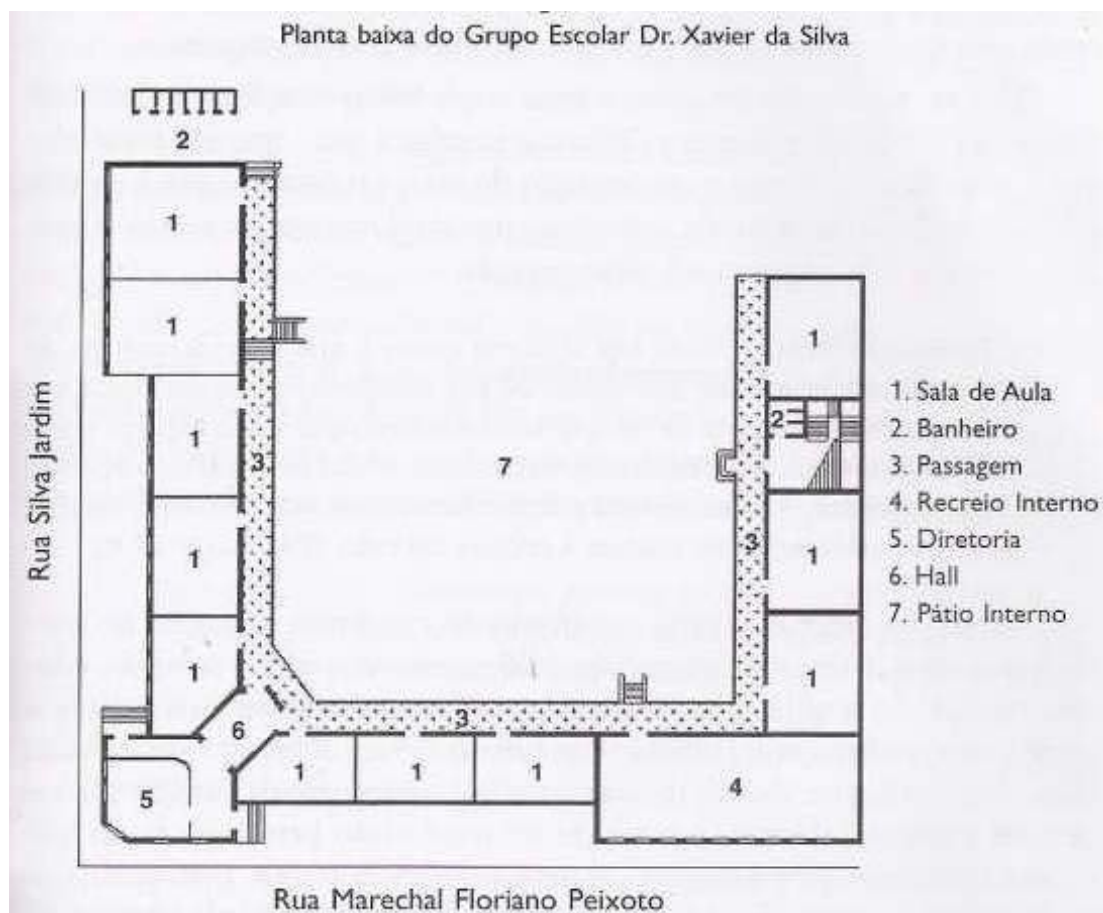 Planta baixa do Grupo Escolar Dr. Xavier da Silva
2
1
1
1
1
1
3
7
1
2
3
1
1
6
3
1
1
1
4
5
Rua Silva Jardim
1. Sala de Aula
2. Banheiro
3. Passagem
4. Recreio Interno
5. Diretoria
6. Hall
7. Pátio Interno
Rua Marechal Floriano Peixoto